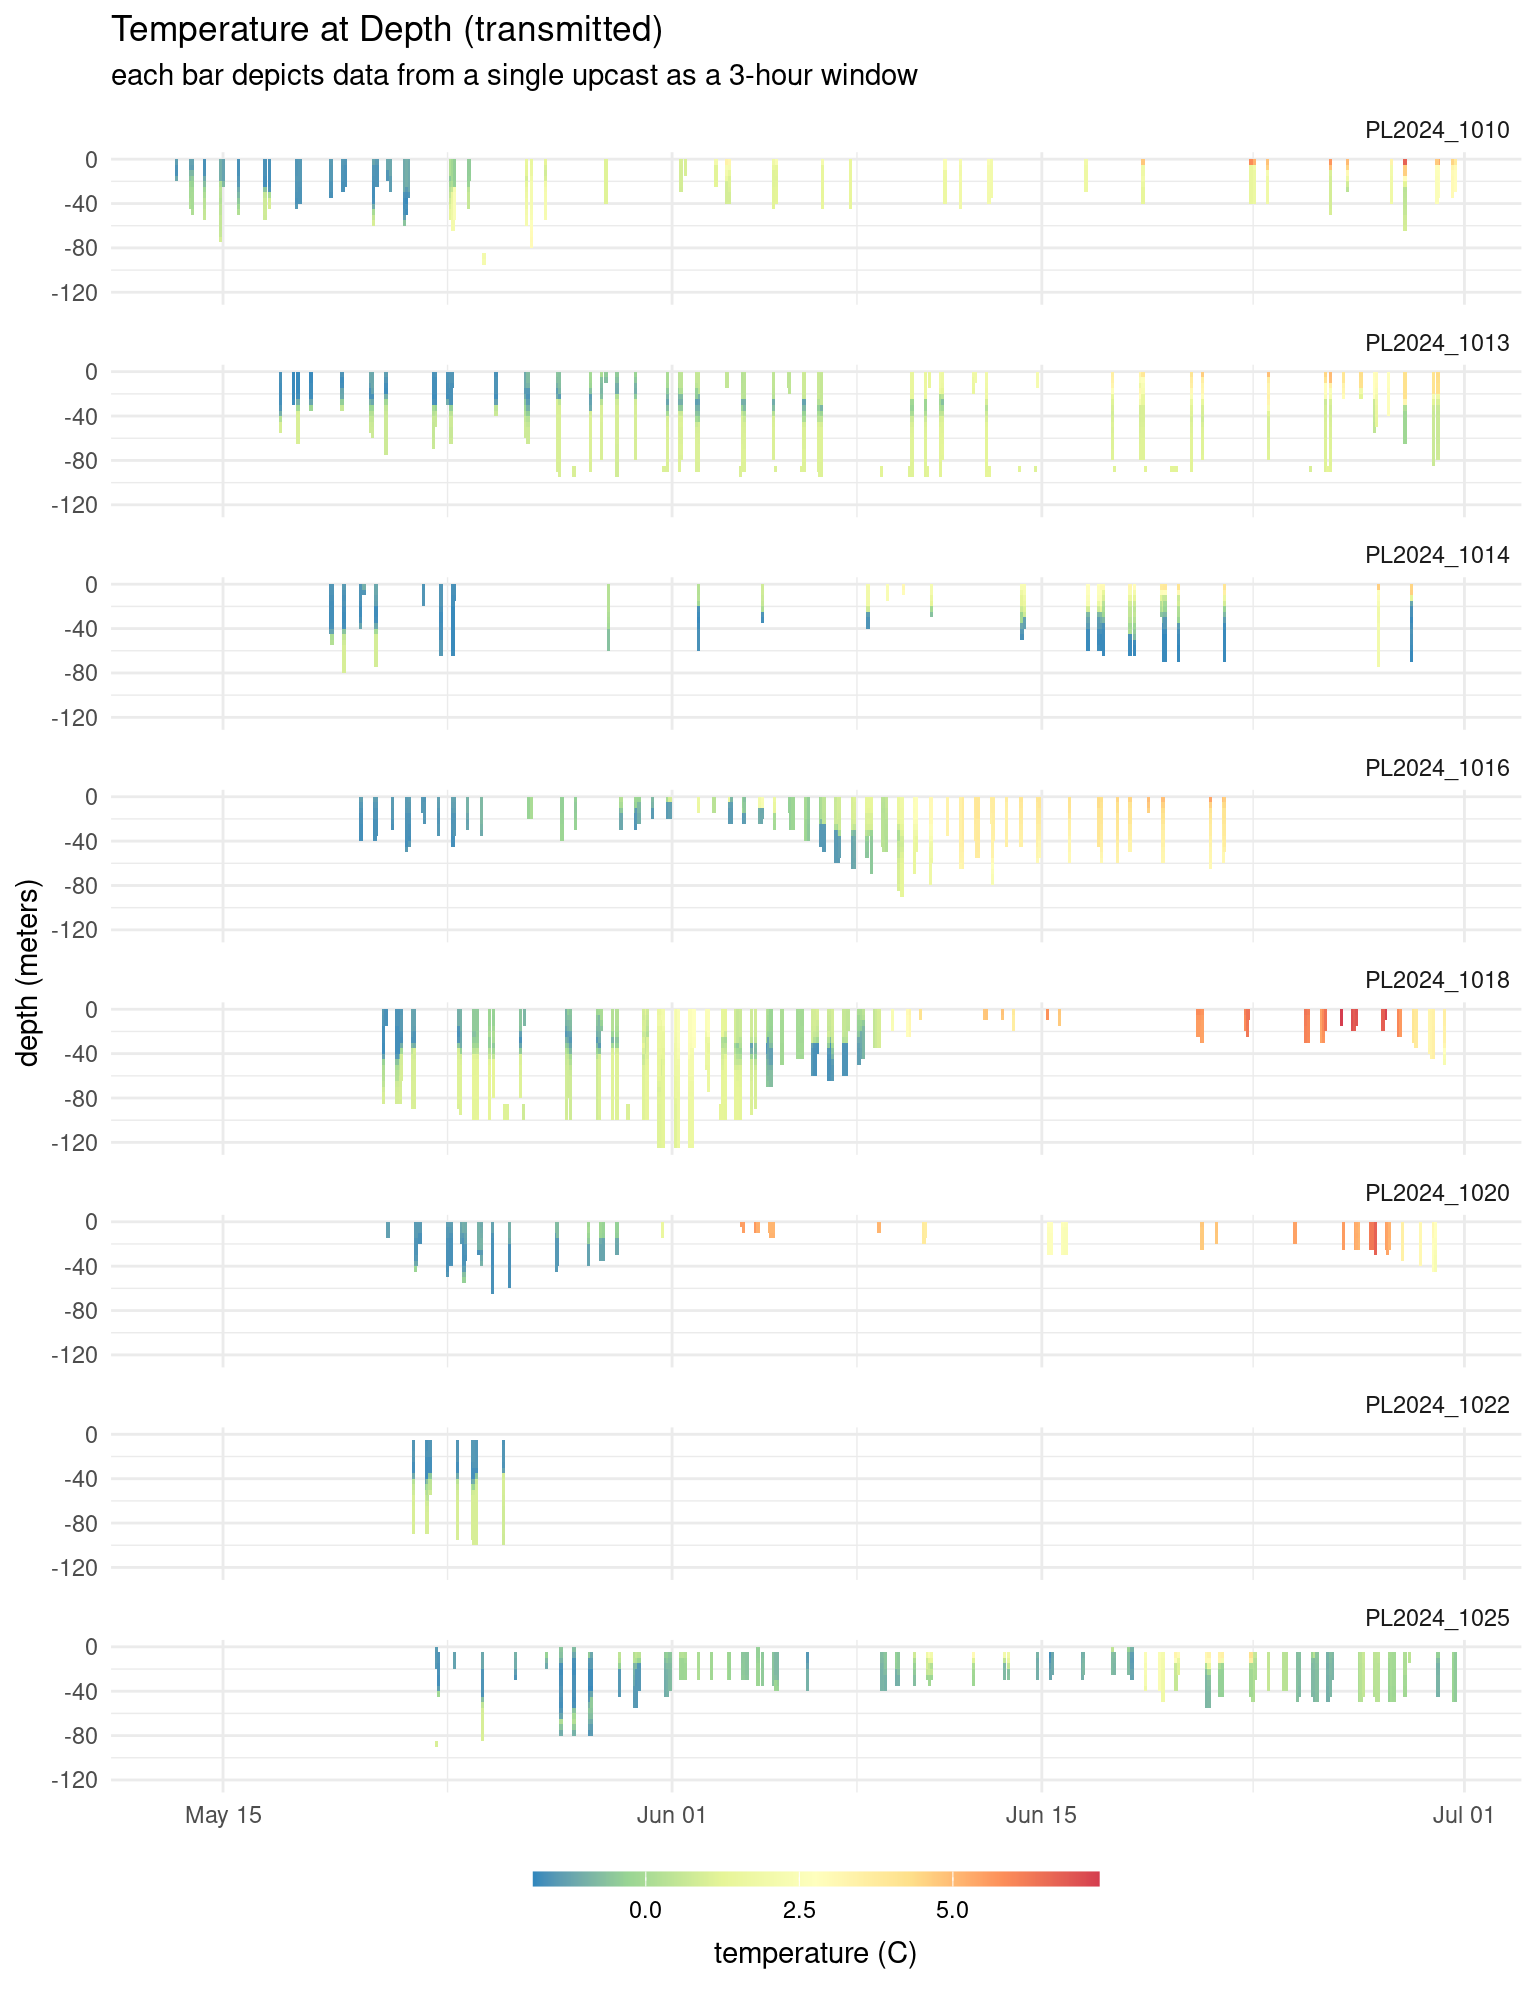 Temperature at Depth (transmitted)
each bar depicts data from a single upcast as a 3-hour window
PL2024_1010
0
-40
-80
-120
PL2024_1013
0
-40
-80
-120
PL2024_1014
0
-40
-80
-120
PL2024_1016
0
-40
-80
-120
depth (meters)
PL2024_1018
0
-40
-80
-120
PL2024_1020
0
-40
-80
-120
PL2024_1022
0
-40
-80
-120
PL2024_1025
0
-40
-80
-120
May 15 Jun 01 Jun 15 Jul 01
0.0 2.5 5.0
temperature (C)